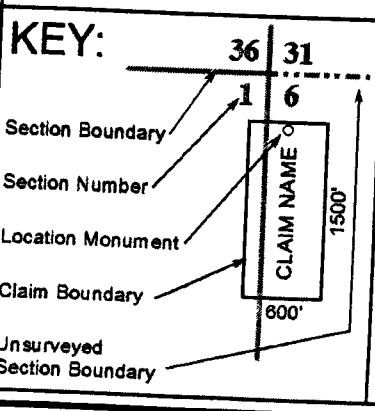 KEY:
36 31
1 6
Section Boundary
Section Number
Location Monument
Claim Boundary
Unsurveyed
Section Boundary
CLAIM NAME
1500'
600'